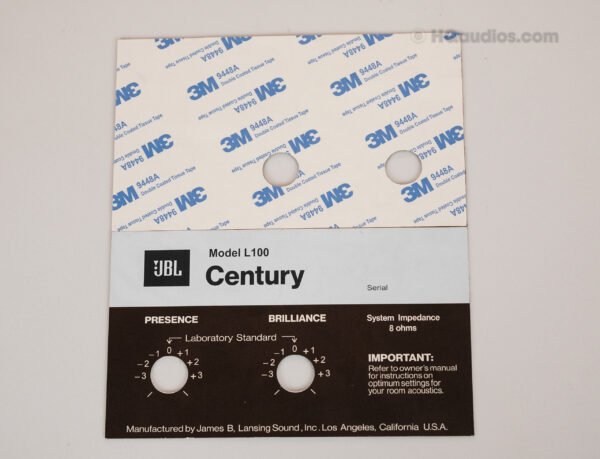 © HQaudios.com
3M 9448A
Double Coated Tissue Tape
JBL
Model L100
Century
Serial
PRESENCE
BRILLIANCE
System Impedance
8 ohms
Laboratory Standard
-3 -2 -1 0 +1 +2 +3
-3 -2 -1 0 +1 +2 +3
IMPORTANT:
Refer to owner's manual
for instructions on
optimum settings for
your room acoustics.
Manufactured by James B, Lansing Sound, Inc. Los Angeles, California U.S.A.